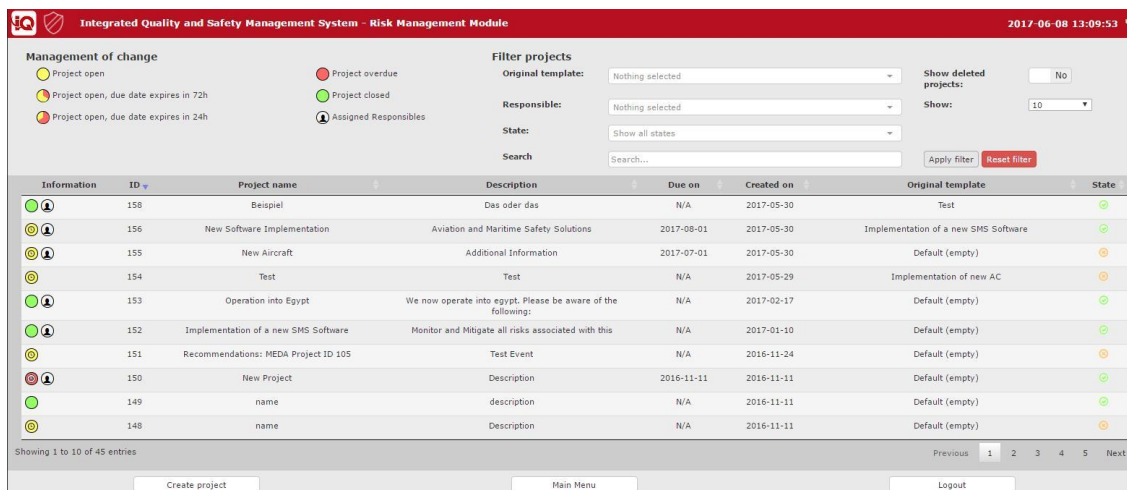 iQ Integrated Quality and Safety Management System - Risk Management Module 2017-06-08 13:09:53
Management of change
Project open
Project open, due date expires in 72h
Project open, due date expires in 24h
Project overdue
Project closed
Assigned Responsibles
Filter projects
Original template: Nothing selected
Responsible: Nothing selected
State: Show all states
Search Search...
Show deleted
projects: No
Show: 10
Apply filter Reset filter
Information ID Project name Description Due on Created on Original template State
158 Beispiel Das oder das N/A 2017-05-30 Test
156 New Software Implementation Aviation and Maritime Safety Solutions 2017-08-01 2017-05-30 Implementation of a new SMS Software
155 New Aircraft Additional Information 2017-07-01 2017-05-30 Default (empty)
154 Test Test N/A 2017-05-29 Implementation of new AC
153 Operation into Egypt We now operate into egypt. Please be aware of the N/A 2017-02-17 Default (empty)
following:
152 Implementation of a new SMS Software Monitor and Mitigate all risks associated with this N/A 2017-01-10 Default (empty)
151 Recommendations: MEDA Project ID 105 Test Event N/A 2016-11-24 Default (empty)
150 New Project Description 2016-11-11 2016-11-11 Default (empty)
149 name description N/A 2016-11-11 Default (empty)
148 name Description N/A 2016-11-11 Default (empty)
Showing 1 to 10 of 45 entries Previous 1 2 3 4 5 Next
Create project Main Menu Logout